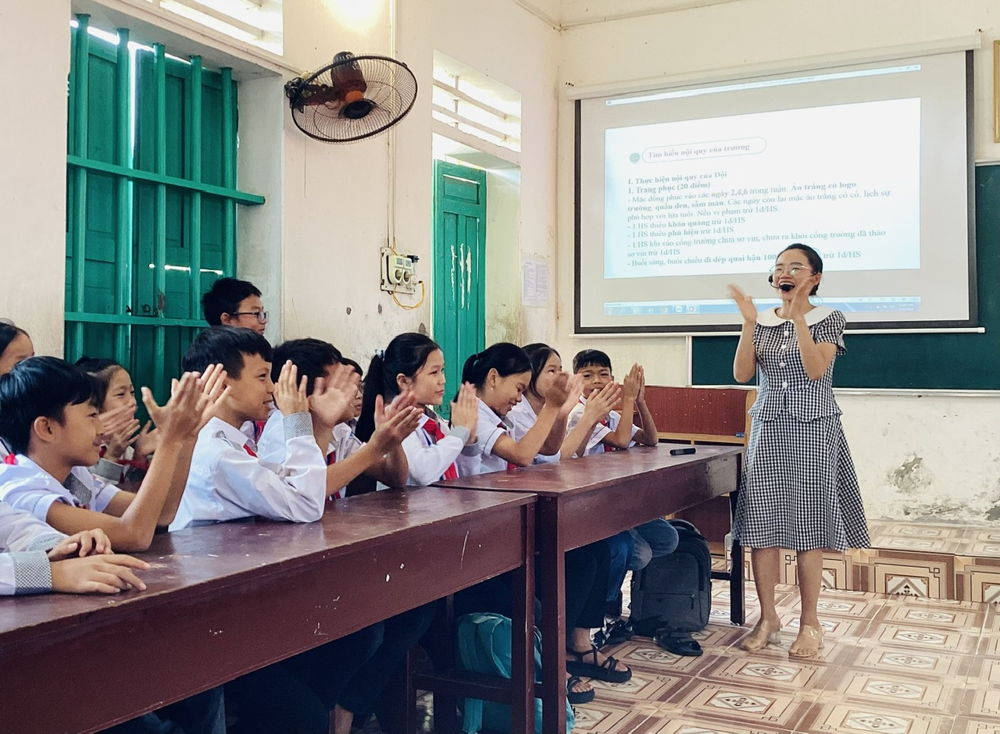 Tìm hiểu nội quy của trường
I. Thực hiện nội quy của Đội
1. Trang phục (20 điểm)
- Mặc đồng phục vào các ngày 2,4,6 trong tuần: Áo trắng có logo
trường, quần đen, sẫm màu. Các ngày còn lại mặc áo trắng có cổ, lịch sự
phù hợp với lứa tuổi. Nếu vi phạm trừ 1đ/HS.
- 1 HS thiếu khăn quàng trừ 1đ/HS
- 1 HS thiếu phù hiệu trừ 1đ/HS
- 1 HS khi vào cổng trường chưa sơ vin, chưa ra khỏi cổng trường đã tháo
sơ vin trừ 1đ/HS
- Buổi sáng, buổi chiều đi dép quai hậu 100 trừ 1đ/HS